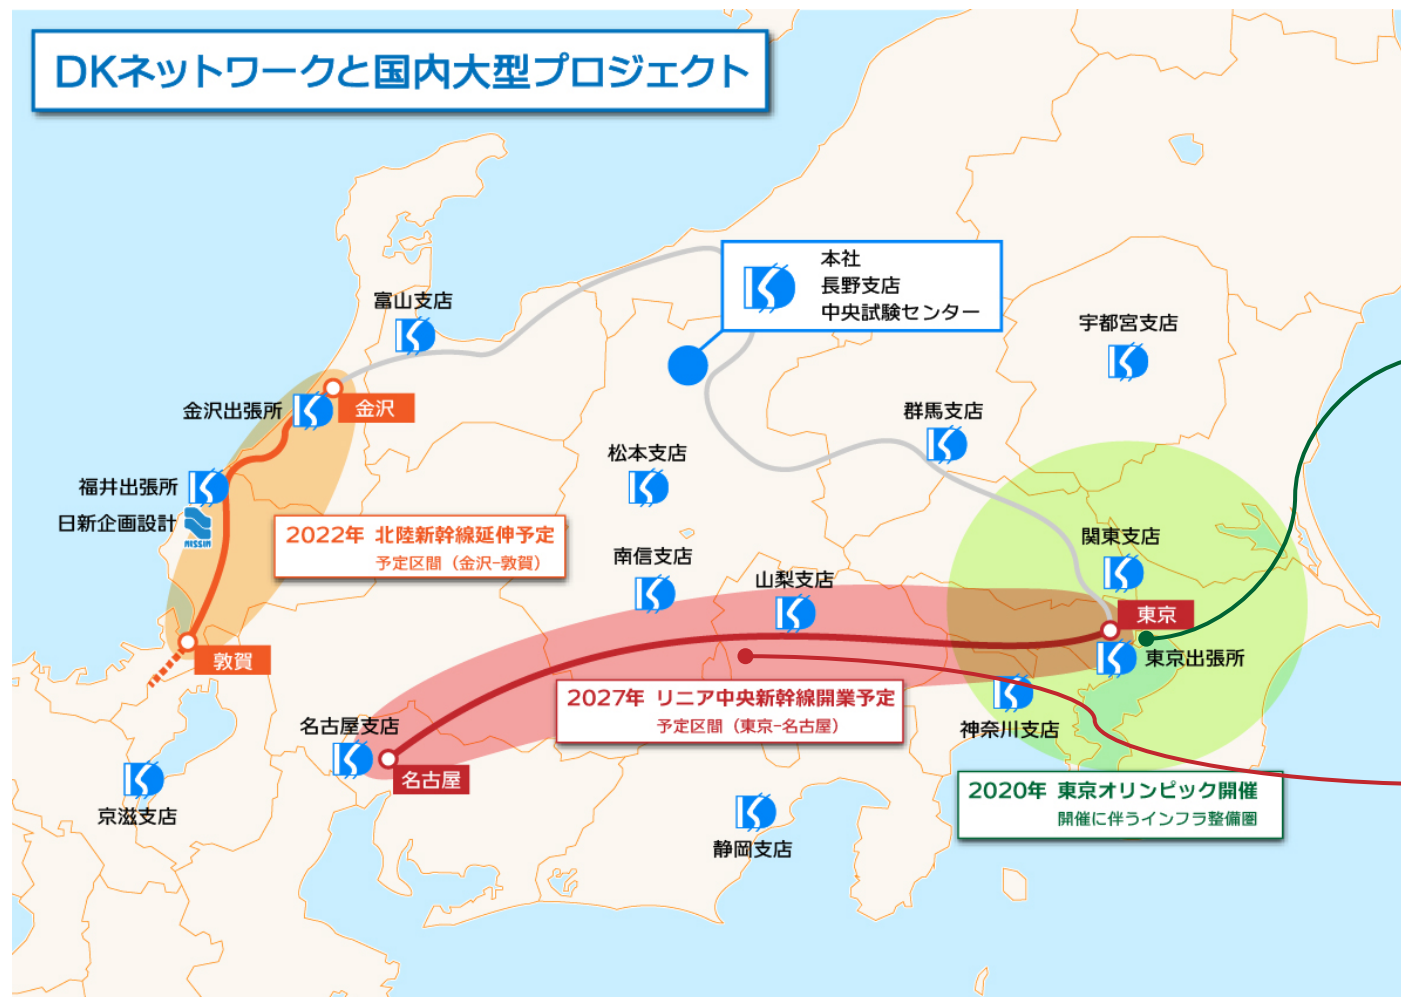 DKネットワークと国内大型プロジェクト
本社
長野支店
中央試験センター
富山支店
宇都宮支店
金沢出張所
金沢
群馬支店
松本支店
福井出張所
日新企画設計
NISSIN
2022年 北陸新幹線延伸予定
予定区間（金沢−敦賀）
関東支店
南信支店
山梨支店
東京
敦賀
東京出張所
2027年 リニア中央新幹線開業予定
予定区間（東京−名古屋）
名古屋支店
神奈川支店
名古屋
京滋支店
2020年 東京オリンピック開催
開催に伴うインフラ整備圏
静岡支店